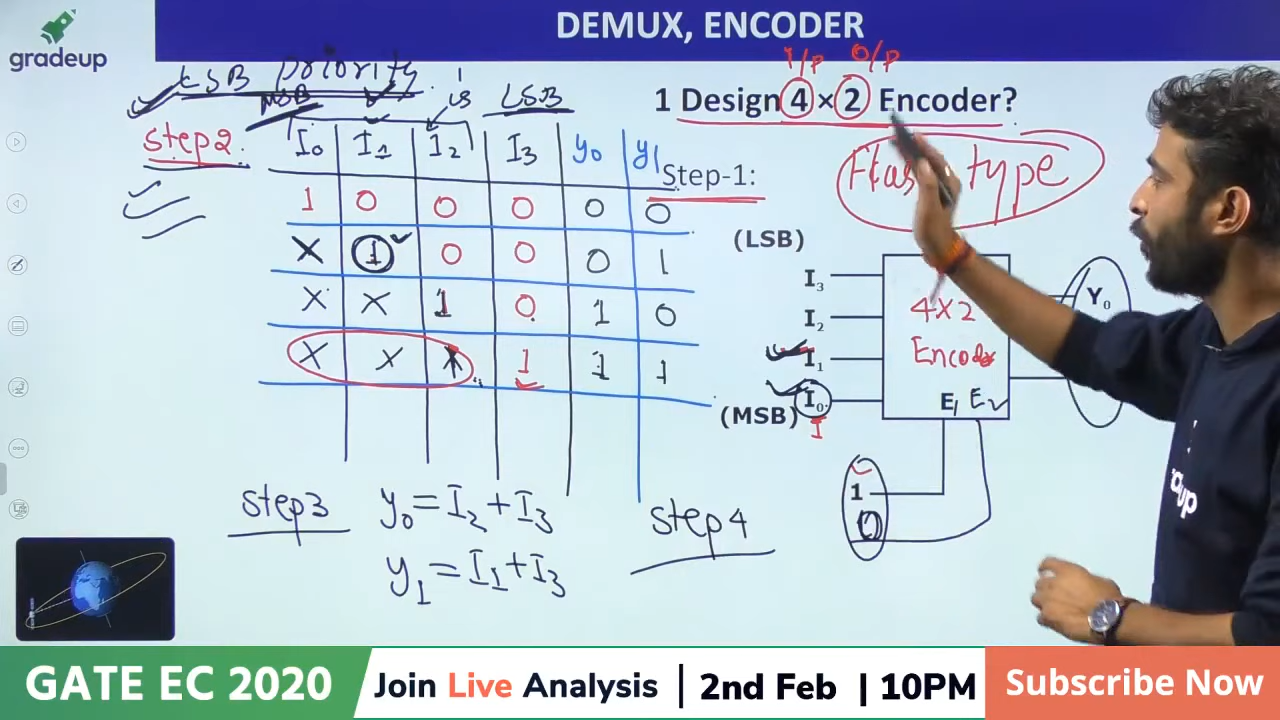 gradeup
DEMUX, ENCODER
LSB priority
MSB
is
LSB
I/P O/P
1 Design 4 × 2 Encoder?
step2
I0 I1 I2 I3 y0 y1
1 0 0 0 0 0
X 1 0 0 0 1
X X 1 0 1 0
X X X 1 1 1
Step-1:
type
(LSB)
I3
I2
I1
I0
(MSB)
I
4X2
Encoder
E1 E2
Y0
1
0
step3
y0 = I2 + I3
y1 = I1 + I3
step4
GATE EC 2020
Join Live Analysis | 2nd Feb | 10PM
Subscribe Now